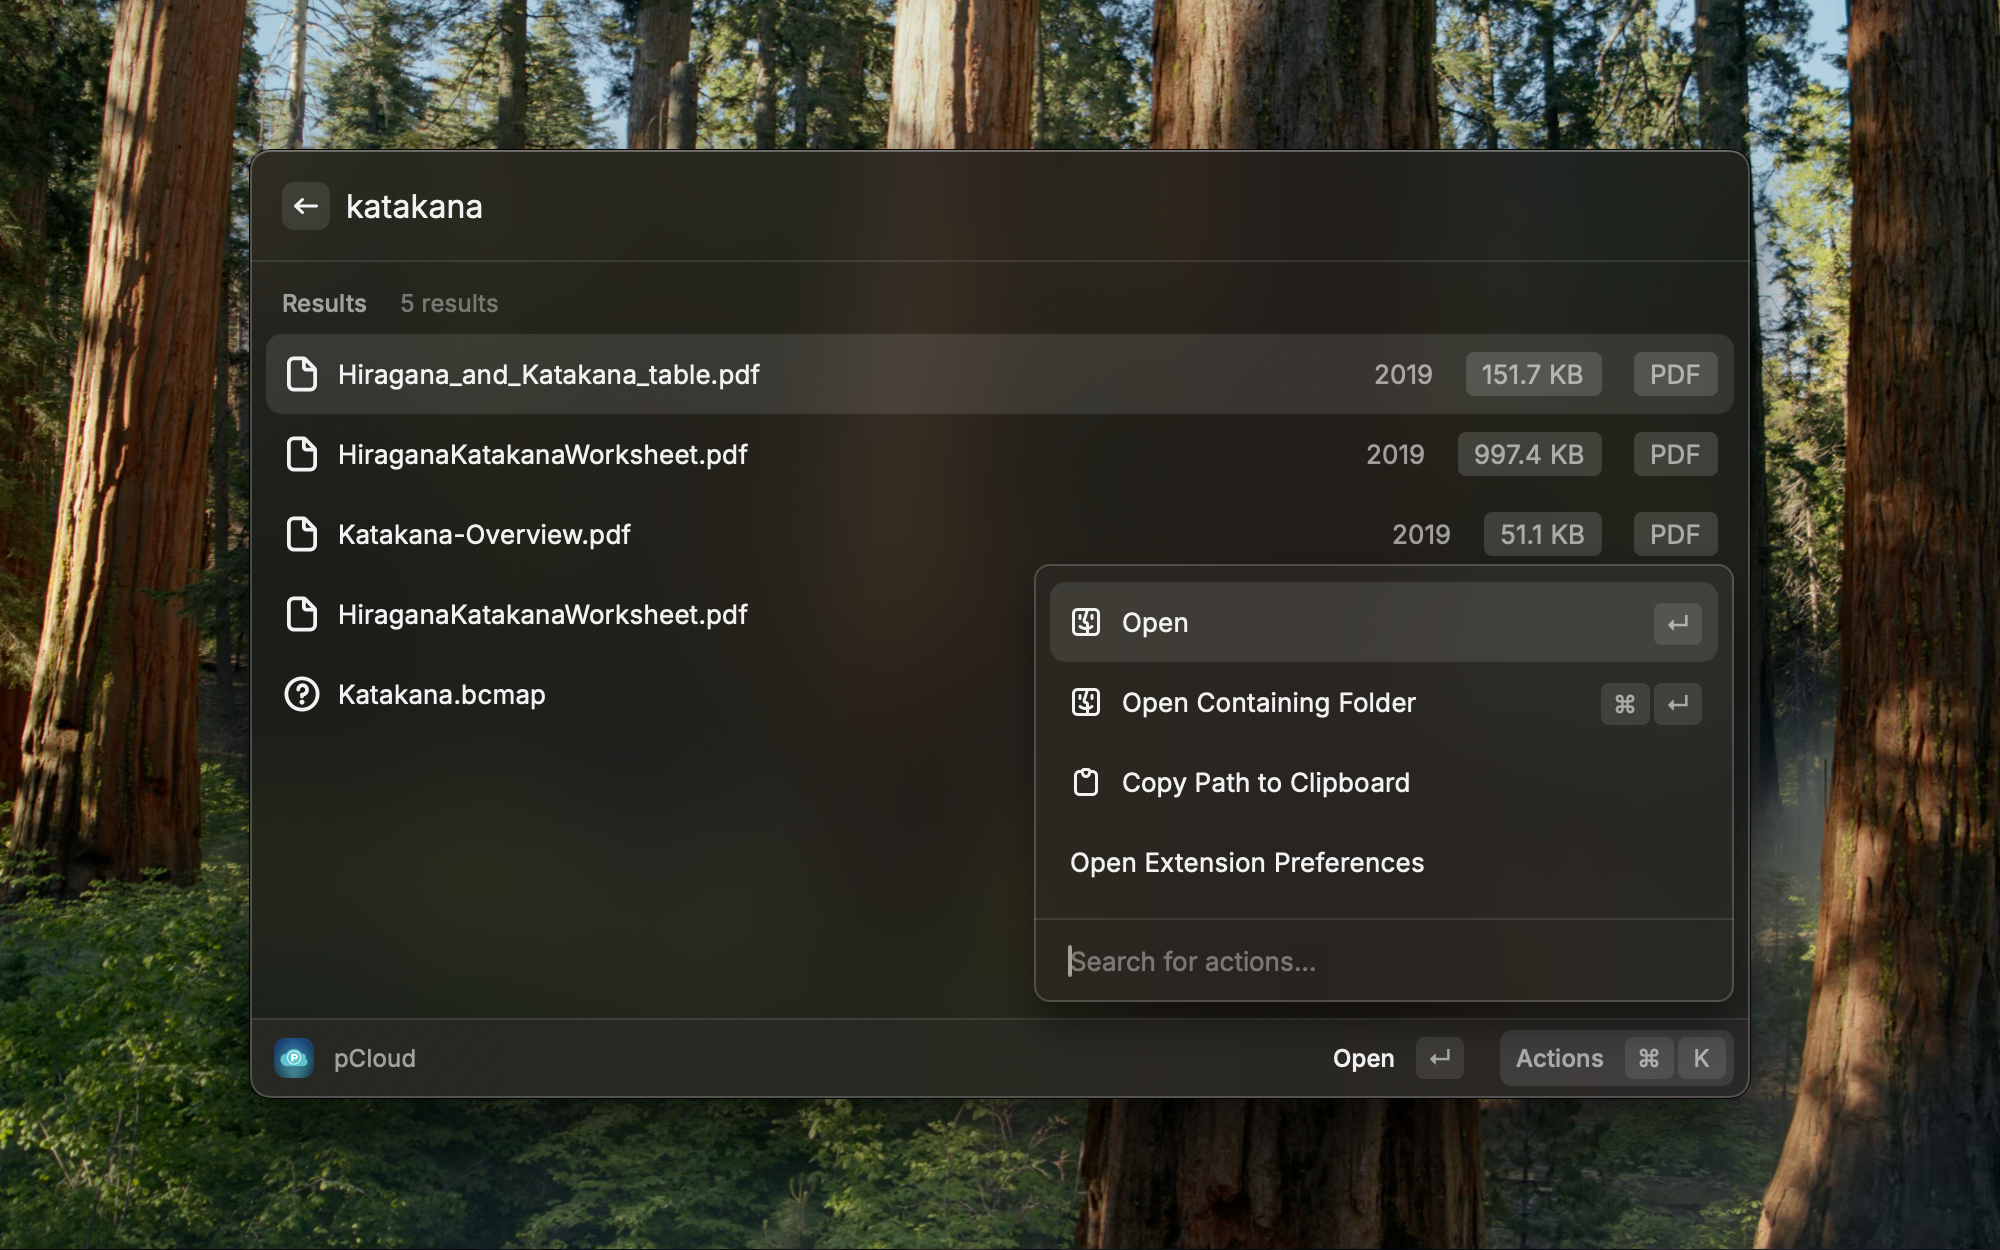 katakana
Results 5 results
Hiragana_and_Katakana_table.pdf 2019 151.7 KB PDF
HiraganaKatakanaWorksheet.pdf 2019 997.4 KB PDF
Katakana-Overview.pdf 2019 51.1 KB PDF
HiraganaKatakanaWorksheet.pdf
Katakana.bcmap
Open ↵
Open Containing Folder ⌘ ↵
Copy Path to Clipboard
Open Extension Preferences
Search for actions...
P pCloud Open ↵ Actions ⌘ K